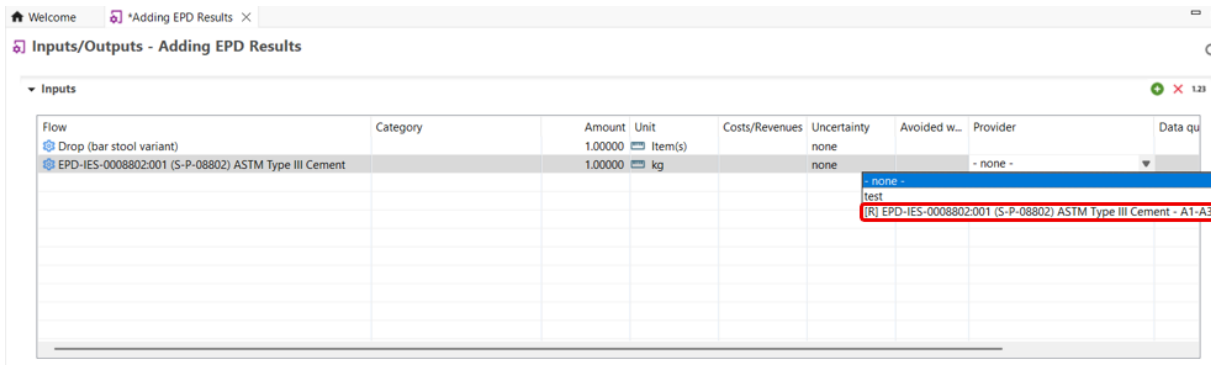 Welcome *Adding EPD Results
Inputs/Outputs - Adding EPD Results
Inputs
1.23
Flow Category Amount Unit Costs/Revenues Uncertainty Avoided w... Provider Data qu
Drop (bar stool variant) 1.00000 Item(s) none
EPD-IES-0008802:001 (S-P-08802) ASTM Type III Cement 1.00000 kg none - none -
- none -
test
[R] EPD-IES-0008802:001 (S-P-08802) ASTM Type III Cement - A1-A3